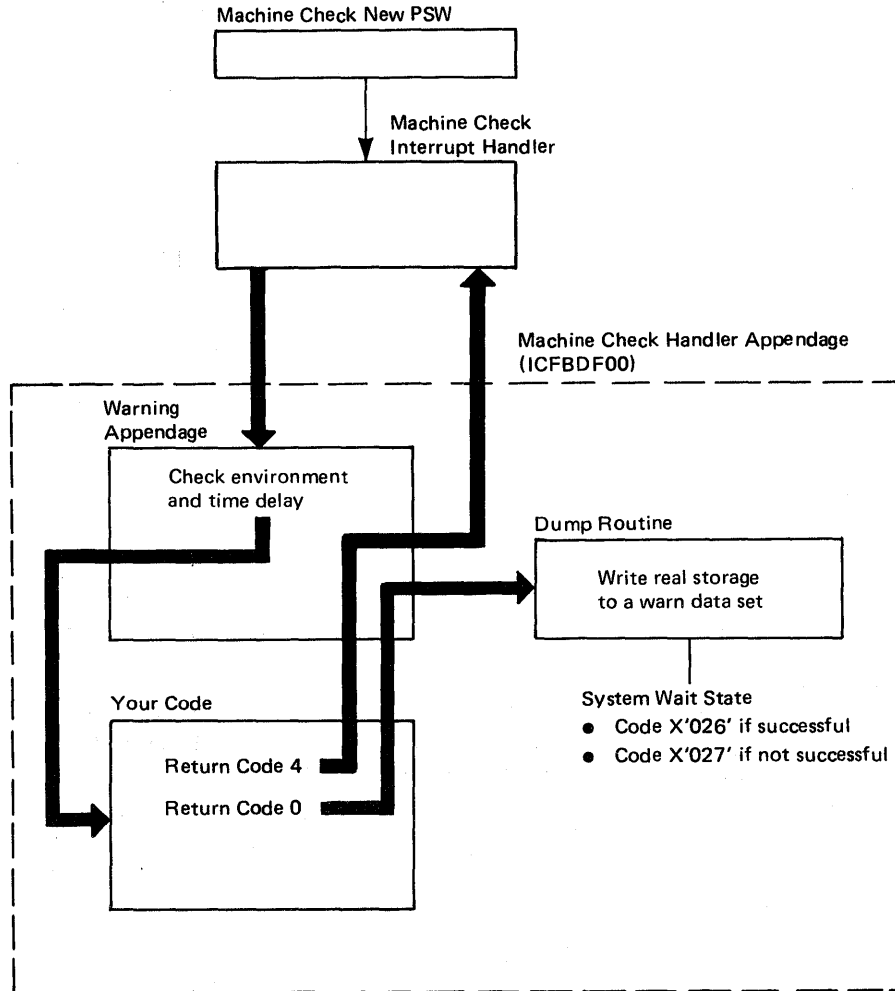 Machine Check New PSW
Machine Check
Interrupt Handler
Machine Check Handler Appendage
(ICFBDF00)
Warning
Appendage
Check environment
and time delay
Dump Routine
Write real storage
to a warn data set
Your Code
System Wait State
● Code X'026' if successful
● Code X'027' if not successful
Return Code 4
Return Code 0